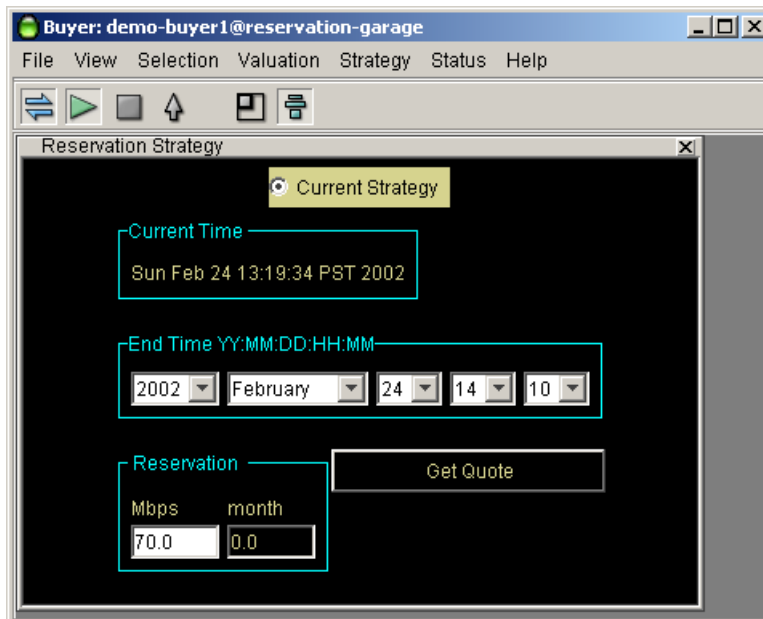 Buyer: demo-buyer1@reservation-garage
File View Selection Valuation Strategy Status Help
Reservation Strategy
Current Strategy
Current Time
Sun Feb 24 13:19:34 PST 2002
End Time YY:MM:DD:HH:MM
2002 February 24 14 10
Reservation
Get Quote
Mbps month
70.0 0.0